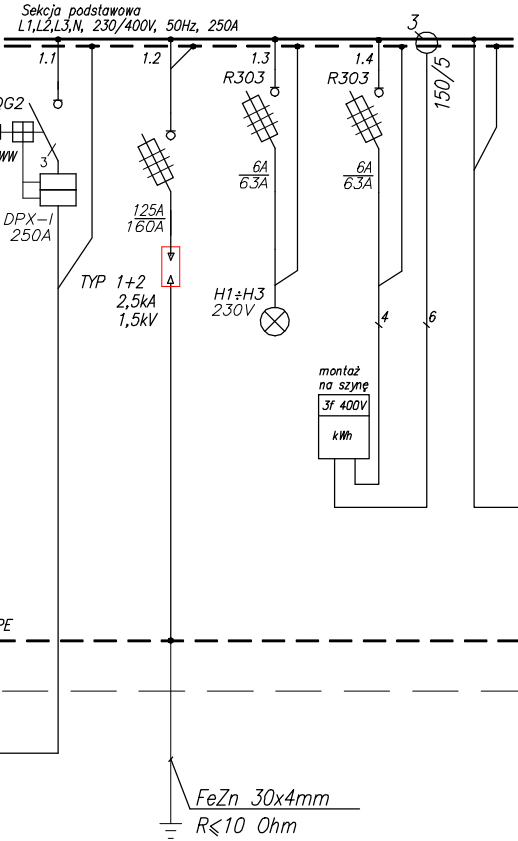 Sekcja podstawowa
L1,L2,L3,N, 230/400V, 50Hz, 250A
3
1.1
1.2
1.3
1.4
150/5
R303
R303
3
DPX-I
250A
6A
63A
6A
63A
125A
160A
TYP 1+2
2,5kA
1,5kV
H1÷H3
230V
4
6
montaż
na szynę
3f 400V
kWh
PE
FeZn 30x4mm
R≤10 Ohm